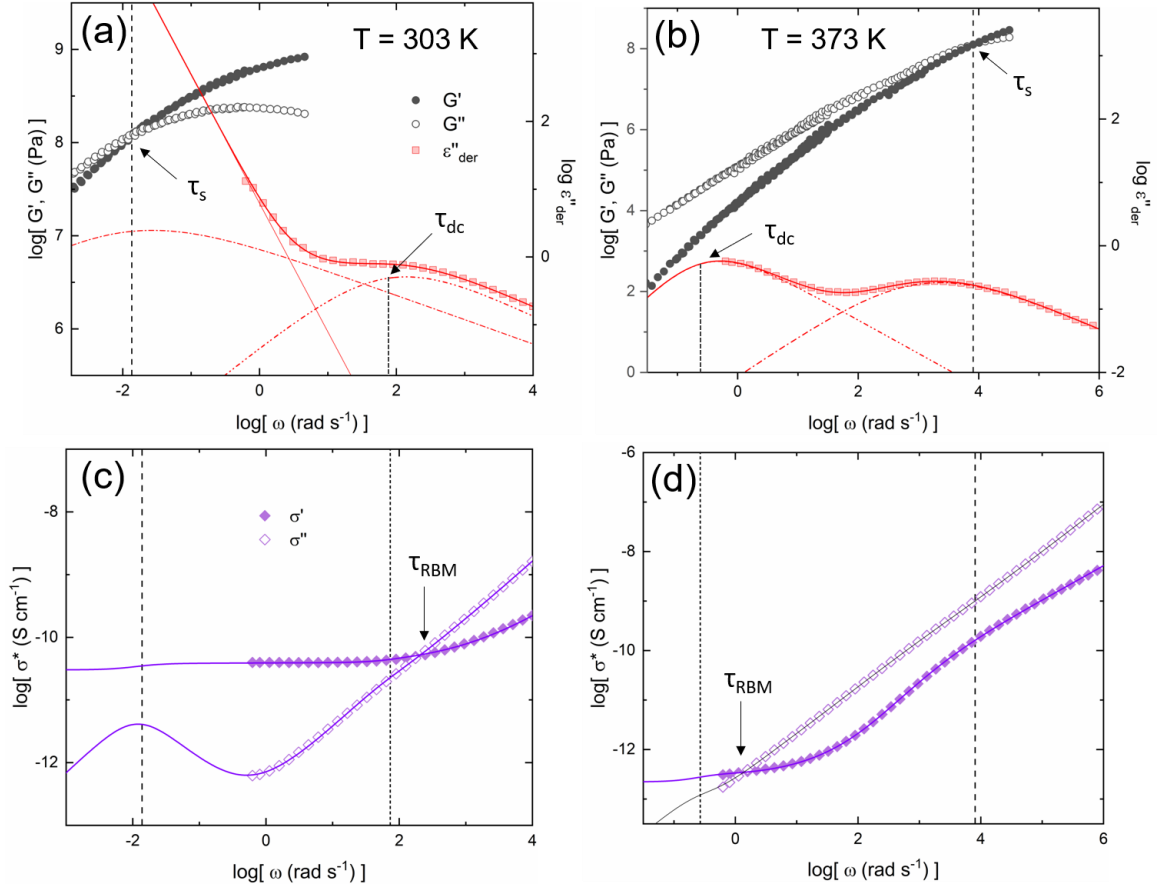 (a)
T = 303 K
log[ G', G'' (Pa) ]
9
8
7
6
G'
G''
ε''der
τs
τdc
2
0
log ε''der
-2
0
2
4
log[ ω (rad s-1) ]
(b)
T = 373 K
log[ G', G'' (Pa) ]
8
6
4
2
0
τs
τdc
2
0
-2
log ε''der
0
2
4
6
log[ ω (rad s-1) ]
(c)
log[ σ* (S cm-1) ]
-8
-10
-12
σ'
σ''
τRBM
-2
0
2
4
log[ ω (rad s-1) ]
(d)
log[ σ* (S cm-1) ]
-6
-8
-10
-12
τRBM
0
2
4
6
log[ ω (rad s-1) ]